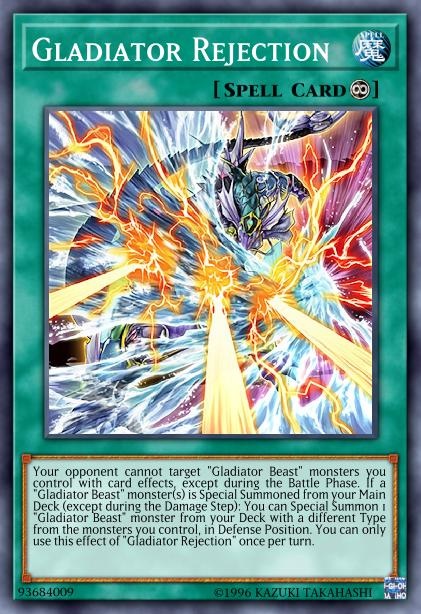 GLADIATOR REJECTION
SPELL
魔
[SPELL CARD]
Your opponent cannot target "Gladiator Beast" monsters you
control with card effects, except during the Battle Phase. If a
"Gladiator Beast" monster(s) is Special Summoned from your Main
Deck (except during the Damage Step): You can Special Summon 1
"Gladiator Beast" monster from your Deck with a different Type
from the monsters you control, in Defense Position. You can only
use this effect of "Gladiator Rejection" once per turn.
93684009
©1996 KAZUKI TAKAHASHI